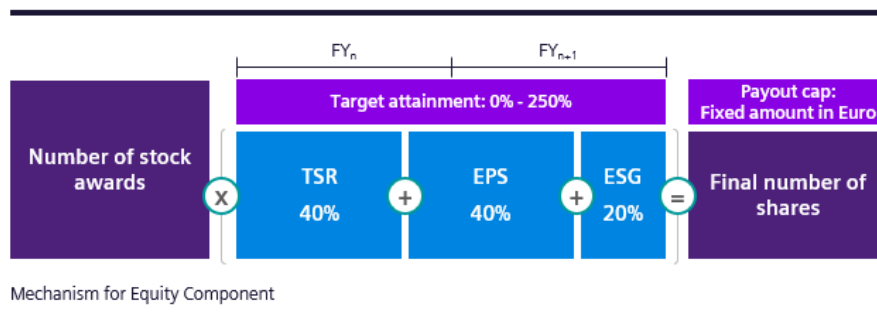 FYn FYn+1
Target attainment: 0% - 250%
Payout cap:
Fixed amount in Euro
Number of stock
awards
x
TSR
40%
+
EPS
40%
+
ESG
20%
=
Final number of
shares
Mechanism for Equity Component